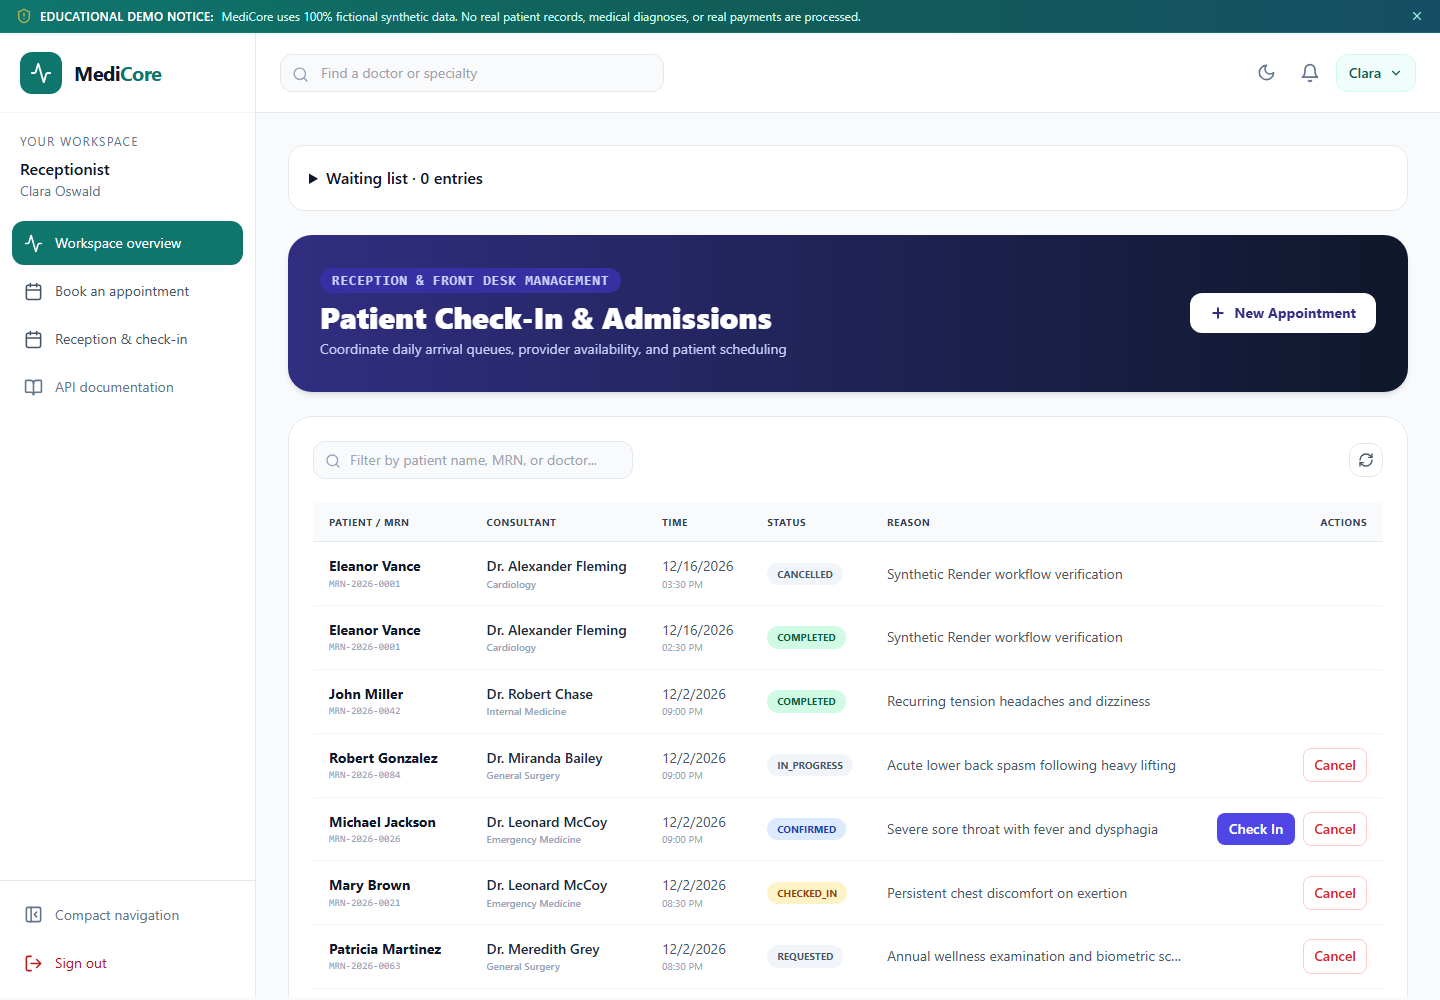 EDUCATIONAL DEMO NOTICE: MediCore uses 100% fictional synthetic data. No real patient records, medical diagnoses, or real payments are processed.
MediCore
Find a doctor or specialty
Clara
YOUR WORKSPACE
Receptionist
Clara Oswald
Workspace overview
Book an appointment
Reception & check-in
API documentation
Compact navigation
Sign out
Waiting list · 0 entries
RECEPTION & FRONT DESK MANAGEMENT
Patient Check-In & Admissions
Coordinate daily arrival queues, provider availability, and patient scheduling
New Appointment
Filter by patient name, MRN, or doctor...
PATIENT / MRN CONSULTANT TIME STATUS REASON ACTIONS
Eleanor Vance Dr. Alexander Fleming 12/16/2026 CANCELLED Synthetic Render workflow verification
MRN-2026-0001 Cardiology 03:30 PM
Eleanor Vance Dr. Alexander Fleming 12/16/2026 COMPLETED Synthetic Render workflow verification
MRN-2026-0001 Cardiology 02:30 PM
John Miller Dr. Robert Chase 12/2/2026 COMPLETED Recurring tension headaches and dizziness
MRN-2026-0042 Internal Medicine 09:00 PM
Robert Gonzalez Dr. Miranda Bailey 12/2/2026 IN_PROGRESS Acute lower back spasm following heavy lifting Cancel
MRN-2026-0084 General Surgery 09:00 PM
Michael Jackson Dr. Leonard McCoy 12/2/2026 CONFIRMED Severe sore throat with fever and dysphagia Check In Cancel
MRN-2026-0026 Emergency Medicine 09:00 PM
Mary Brown Dr. Leonard McCoy 12/2/2026 CHECKED_IN Persistent chest discomfort on exertion Cancel
MRN-2026-0021 Emergency Medicine 08:30 PM
Patricia Martinez Dr. Meredith Grey 12/2/2026 REQUESTED Annual wellness examination and biometric sc... Cancel
MRN-2026-0063 General Surgery 08:30 PM